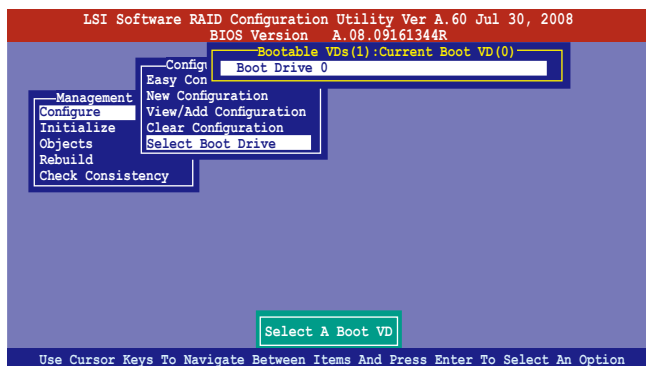 LSI Software RAID Configuration Utility Ver A.60 Jul 30, 2008
BIOS Version A.08.09161344R
Bootable VDs(1):Current Boot VD(0)
Boot Drive 0
Configu
Easy Con
New Configuration
View/Add Configuration
Clear Configuration
Select Boot Drive
Management
Configure
Initialize
Objects
Rebuild
Check Consistency
Select A Boot VD
Use Cursor Keys To Navigate Between Items And Press Enter To Select An Option